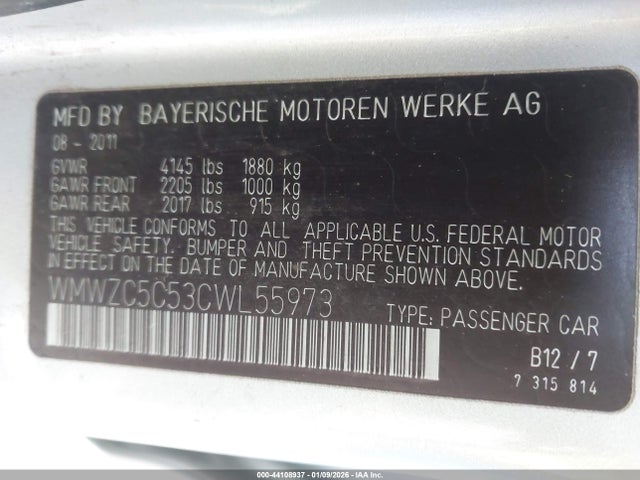 MFD BY BAYERISCHE MOTOREN WERKE AG
08 - 2011
GVWR 4145 lbs 1880 kg
GAWR FRONT 2205 lbs 1000 kg
GAWR REAR 2017 lbs 915 kg
THIS VEHICLE CONFORMS TO ALL APPLICABLE U.S. FEDERAL MOTOR
VEHICLE SAFETY, BUMPER AND THEFT PREVENTION STANDARDS
IN EFFECT ON THE DATE OF MANUFACTURE SHOWN ABOVE.
WMWZC5C53CWL55973
TYPE: PASSENGER CAR
B12 / 7
7 315 814
000-44108937 - 01/09/2026 - IAA Inc.